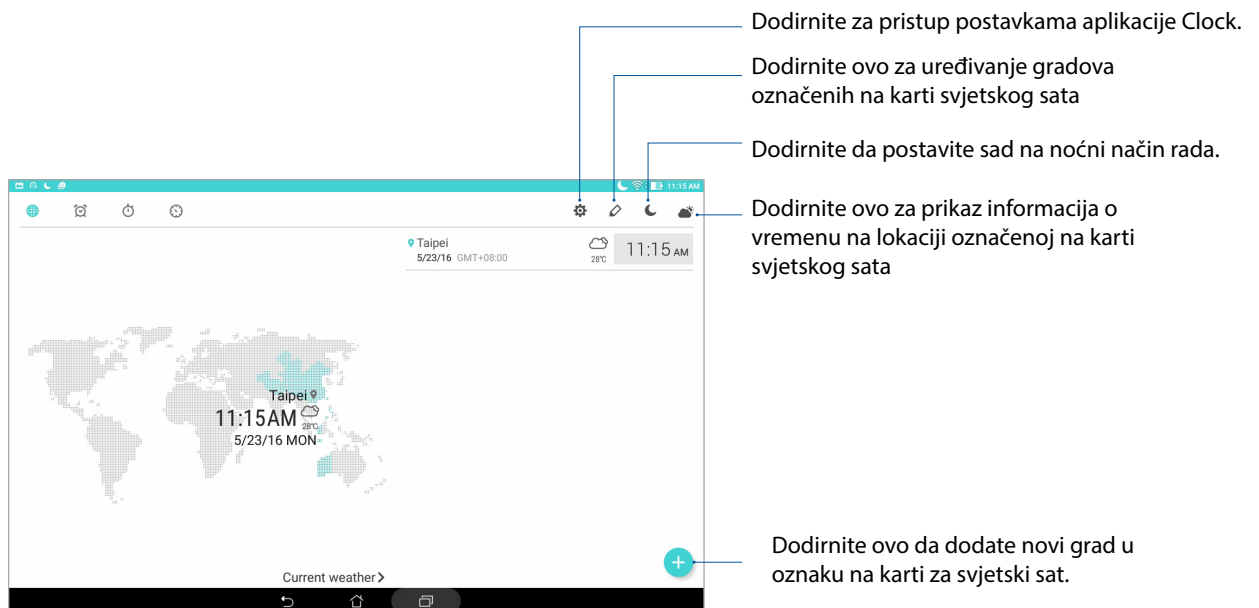 Dodirnite za pristup postavkama aplikacije Clock.
Dodirnite ovo za uređivanje gradova
označenih na karti svjetskog sata
Dodirnite da postavite sad na noćni način rada.
Dodirnite ovo za prikaz informacija o
vremenu na lokaciji označenoj na karti
svjetskog sata
11:15 AM
Taipei
5/23/16 GMT+08:00
28°C
11:15 AM
Taipei
11:15AM
28°C
5/23/16 MON
Current weather
Dodirnite ovo da dodate novi grad u
oznaku na karti za svjetski sat.